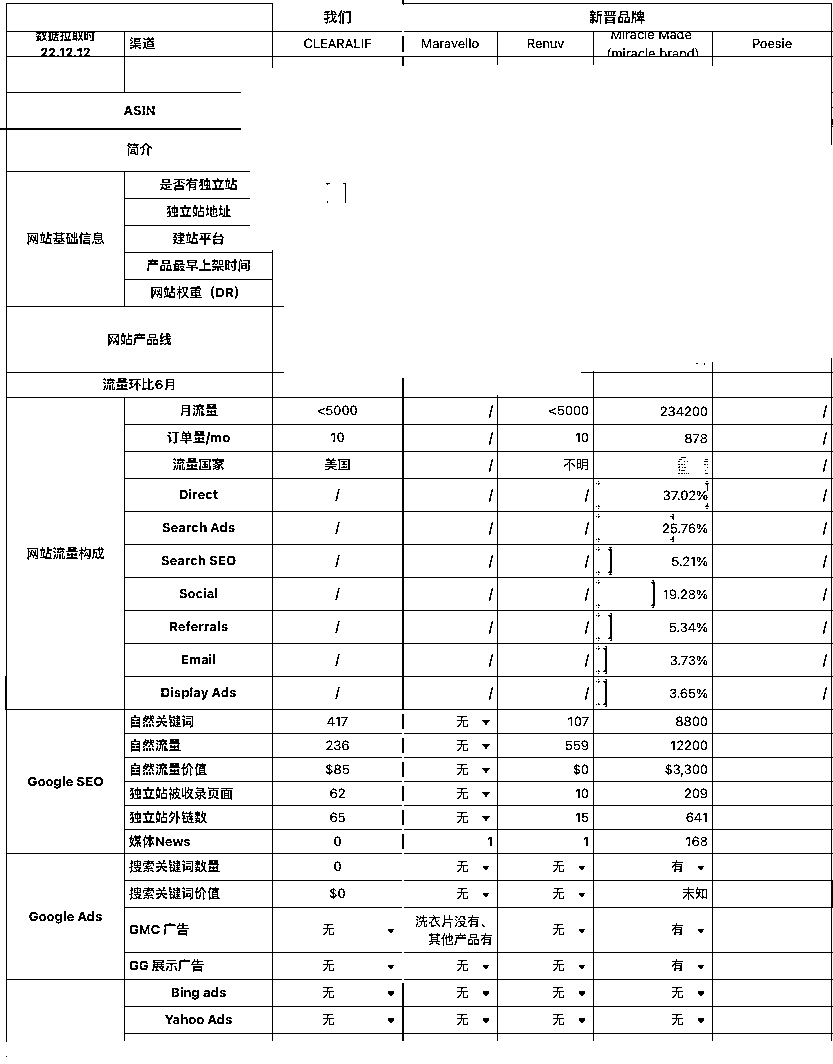 我们 新晋品牌
数据拉取时
22.12.12 渠道 CLEARALIF Maravello Renuv Miracle Made
(miracle brand) Poesie
ASIN
简介
网站基础信息
是否有独立站
独立站地址
建站平台
产品最早上架时间
网站权重（DR）
网站产品线
流量环比6月
网站流量构成
月流量 <5000 / <5000 234200 /
订单量/mo 10 / 10 878 /
流量国家 美国 / 不明 /
Direct / / / 37.02% /
Search Ads / / / 25.76% /
Search SEO / / / 5.21% /
Social / / / 19.28% /
Referrals / / / 5.34% /
Email / / / 3.73% /
Display Ads / / / 3.65% /
Google SEO
自然关键词 417 无 107 8800
自然流量 236 无 559 12200
自然流量价值 $85 无 $0 $3,300
独立站被收录页面 62 无 10 209
独立站外链数 65 无 15 641
媒体News 0 1 1 168
Google Ads
搜索关键词数量 0 无 无 有
搜索关键词价值 $0 无 无 未知
GMC 广告 无 洗衣片没有、
其他产品有 无 有
GG 展示广告 无 无 无 有
Bing ads 无 无 无 无
Yahoo Ads 无 无 无 无